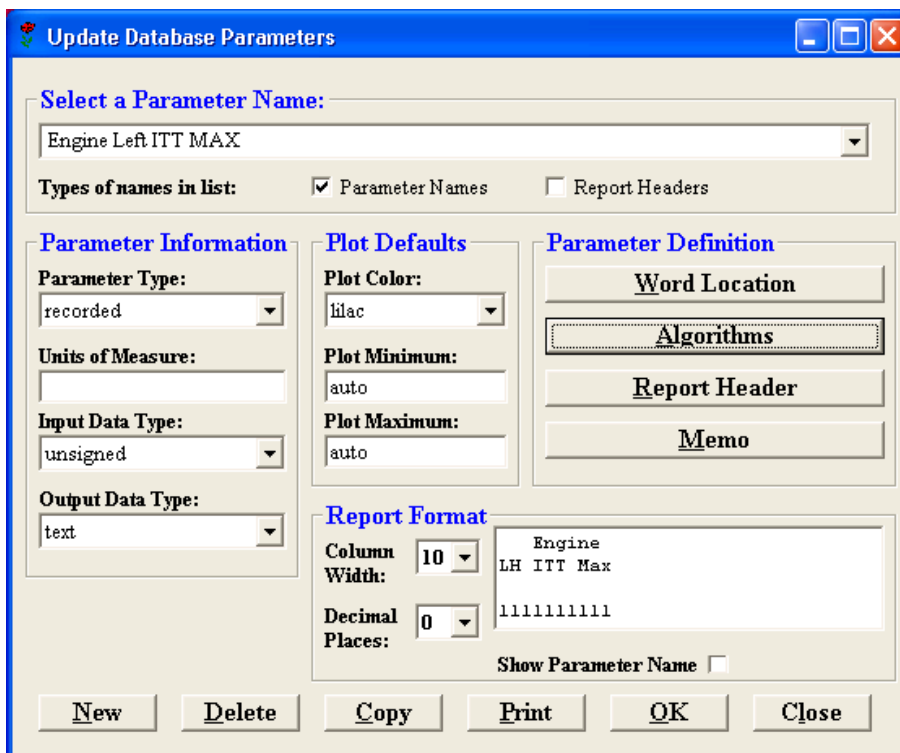 Update Database Parameters
Select a Parameter Name:
Engine Left ITT MAX
Types of names in list:
Parameter Names
Report Headers
Parameter Information
Parameter Type:
recorded
Units of Measure:
Input Data Type:
unsigned
Output Data Type:
text
Plot Defaults
Plot Color:
lilac
Plot Minimum:
auto
Plot Maximum:
auto
Parameter Definition
Word Location
Algorithms
Report Header
Memo
Report Format
Column Width:
10
Decimal Places:
0
Engine
LH ITT Max
1111111111
Show Parameter Name
New
Delete
Copy
Print
OK
Close